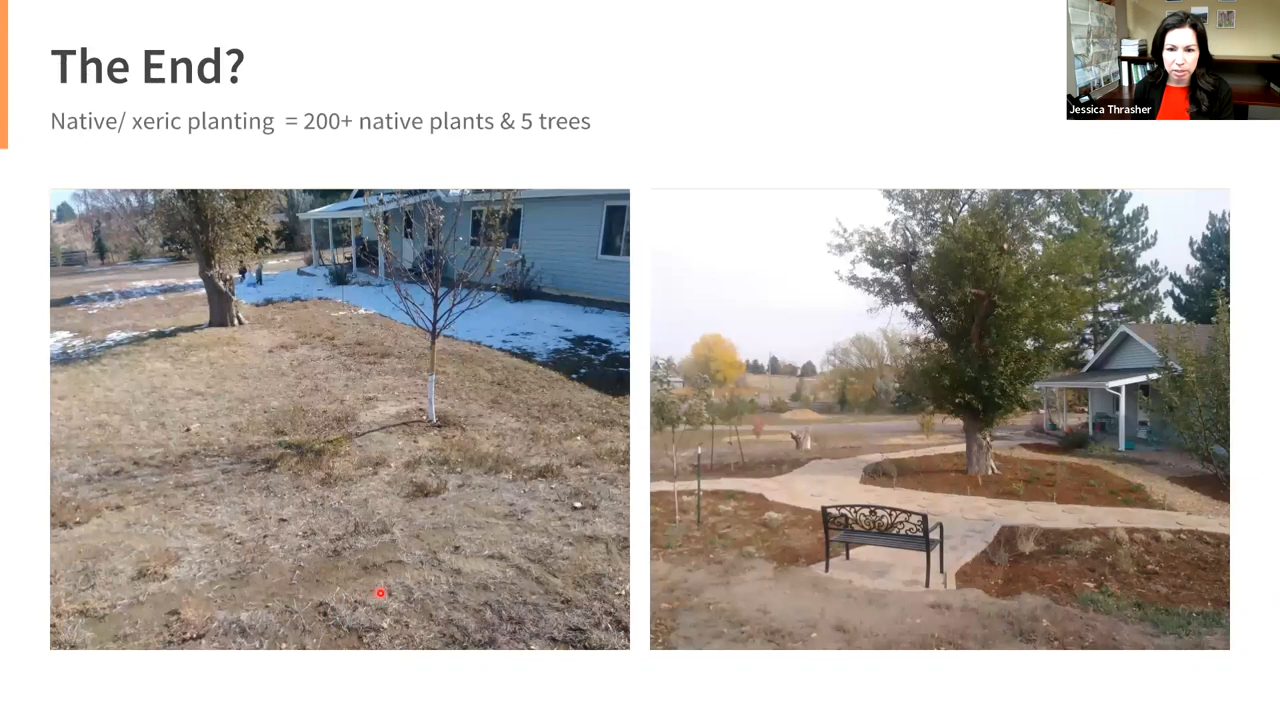 The End?
Native/ xeric planting = 200+ native plants & 5 trees
Jessica Thrasher